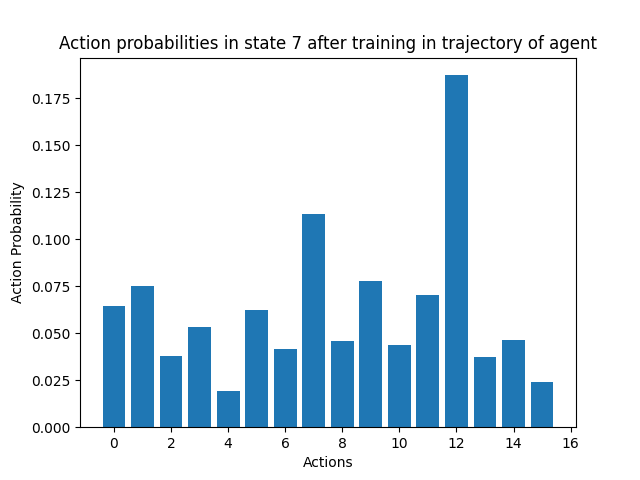 Action probabilities in state 7 after training in trajectory of agent
0.175
0.150
0.125
0.100
0.075
0.050
0.025
0.000
Action Probability
0 2 4 6 8 10 12 14 16
Actions